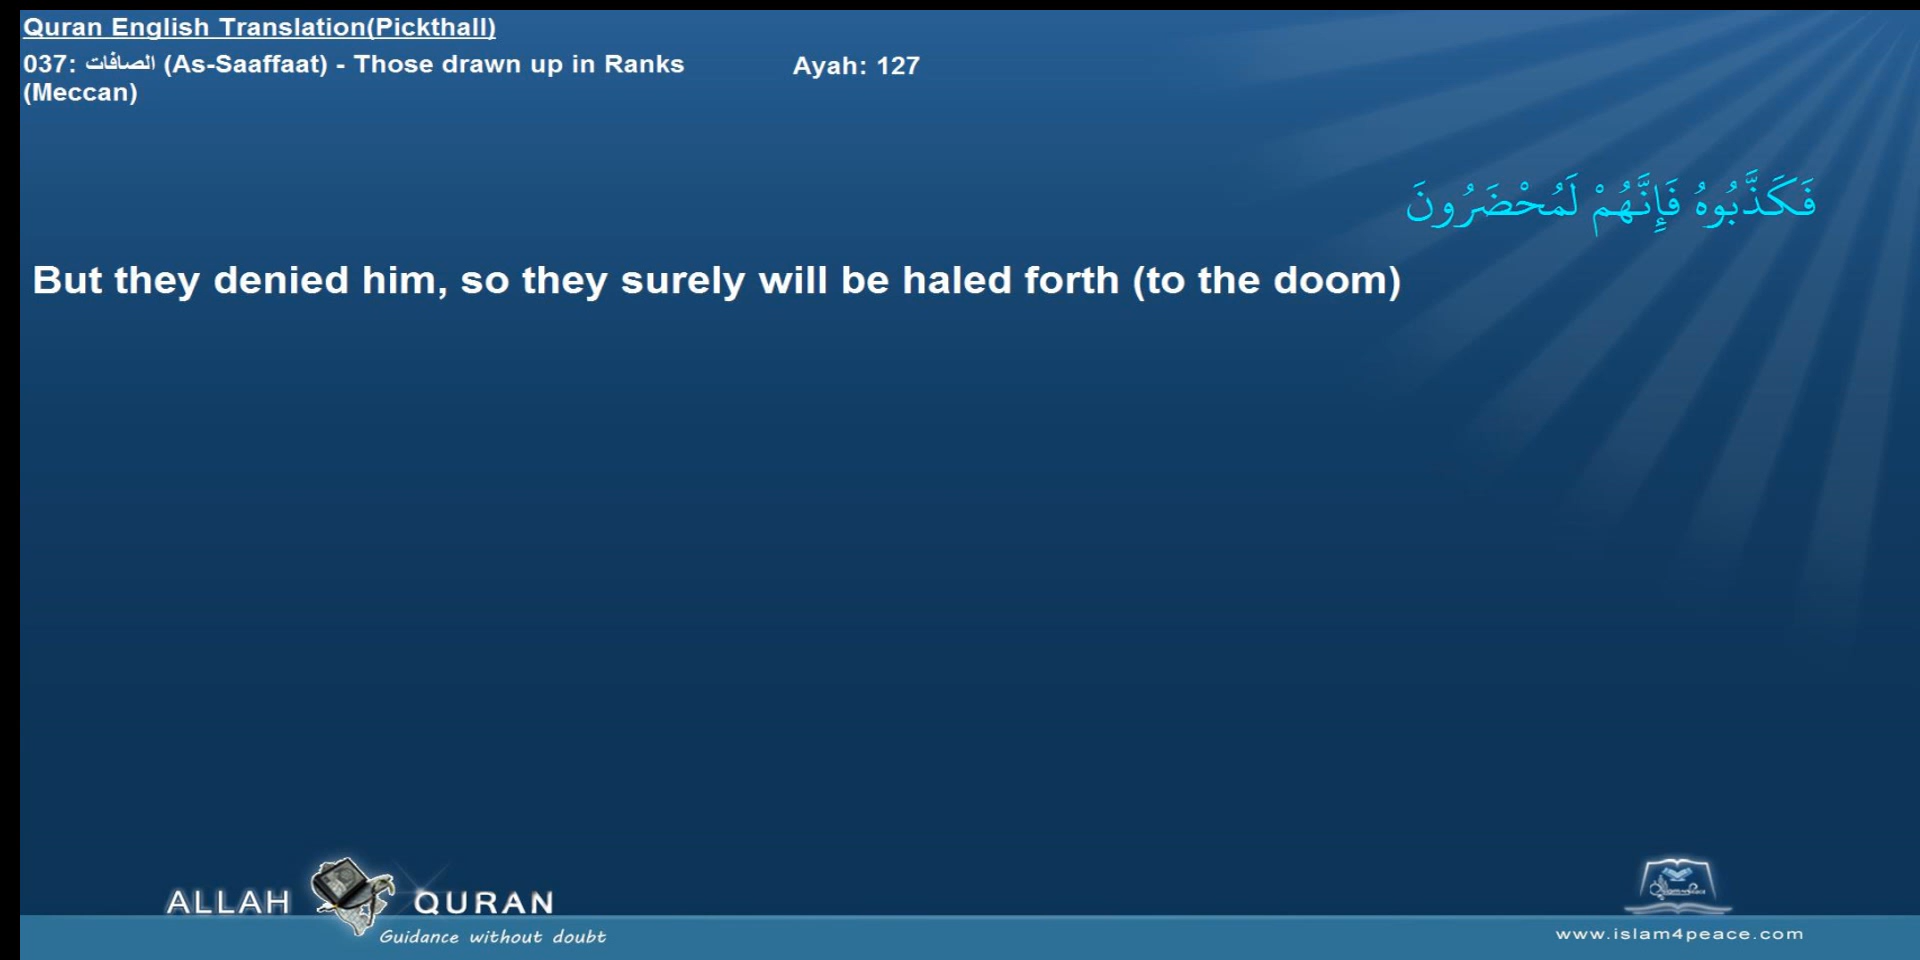 Quran English Translation(Pickthall)
037: الصافات (As-Saaffaat) - Those drawn up in Ranks
(Meccan)
Ayah: 127
فَكَذَّبُوهُ فَإِنَّهُمْ لَمُحْضَرُونَ
But they denied him, so they surely will be haled forth (to the doom)
ALLAH QURAN
Guidance without doubt
www.islam4peace.com